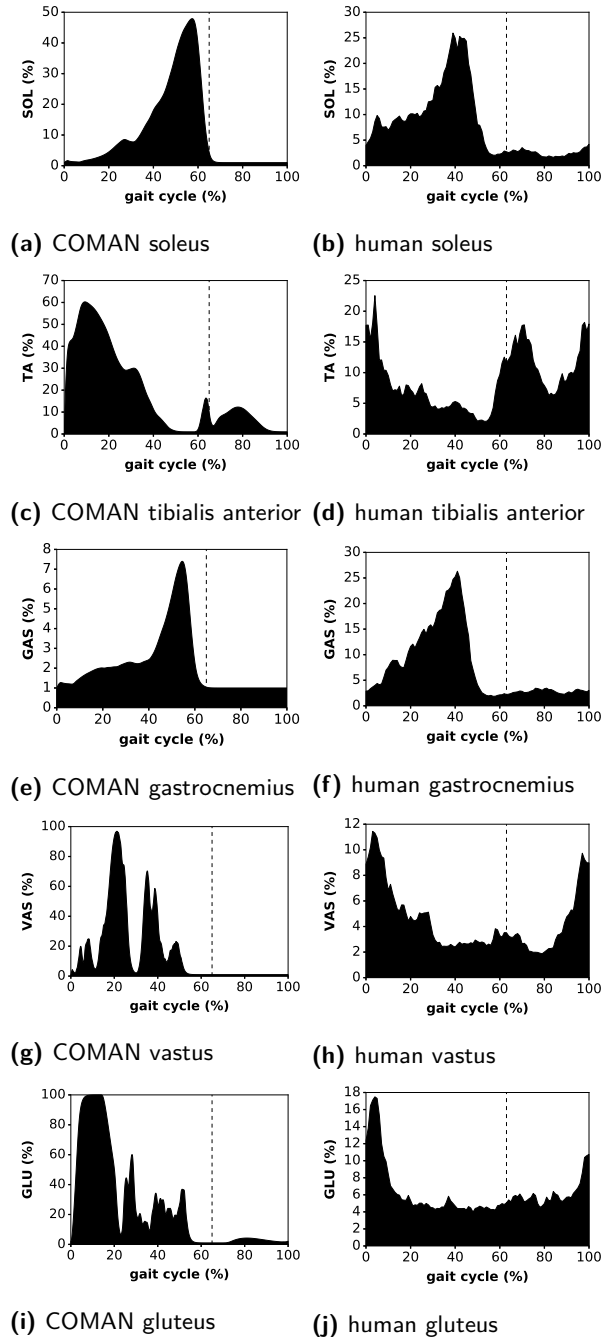 50
40
30
20
10
0
SOL (%)
0 20 40 60 80 100
gait cycle (%)
(a) COMAN soleus
30
25
20
15
10
5
0
SOL (%)
0 20 40 60 80 100
gait cycle (%)
(b) human soleus
70
60
50
40
30
20
10
0
TA (%)
0 20 40 60 80 100
gait cycle (%)
(c) COMAN tibialis anterior
25
20
15
10
5
0
TA (%)
0 20 40 60 80 100
gait cycle (%)
(d) human tibialis anterior
8
7
6
5
4
3
2
1
0
GAS (%)
0 20 40 60 80 100
gait cycle (%)
(e) COMAN gastrocnemius
30
25
20
15
10
5
0
GAS (%)
0 20 40 60 80 100
gait cycle (%)
(f) human gastrocnemius
100
80
60
40
20
0
VAS (%)
0 20 40 60 80 100
gait cycle (%)
(g) COMAN vastus
12
10
8
6
4
2
0
VAS (%)
0 20 40 60 80 100
gait cycle (%)
(h) human vastus
100
80
60
40
20
0
GLU (%)
0 20 40 60 80 100
gait cycle (%)
(i) COMAN gluteus
18
16
14
12
10
8
6
4
2
0
GLU (%)
0 20 40 60 80 100
gait cycle (%)
(j) human gluteus